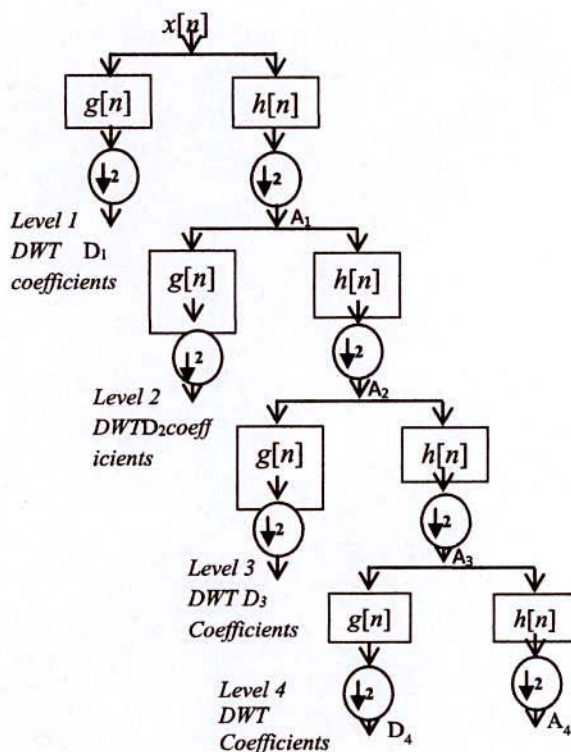 x[n]
g[n] h[n]
↓2 ↓2
Level 1 A₁
DWT D₁
coefficients
g[n] h[n]
↓2 ↓2
Level 2 A₂
DWTD₂coeff
icients
g[n] h[n]
↓2 ↓2
Level 3 A₃
DWT D₃
Coefficients
g[n] h[n]
↓2 ↓2
Level 4
DWT D₄ A₄
Coefficients